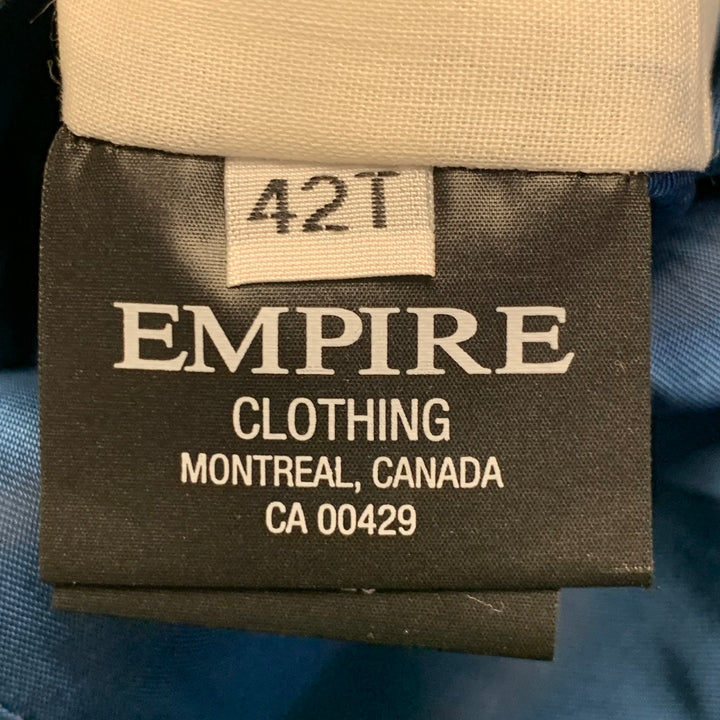 42T
EMPIRE
CLOTHING
MONTREAL, CANADA
CA 00429